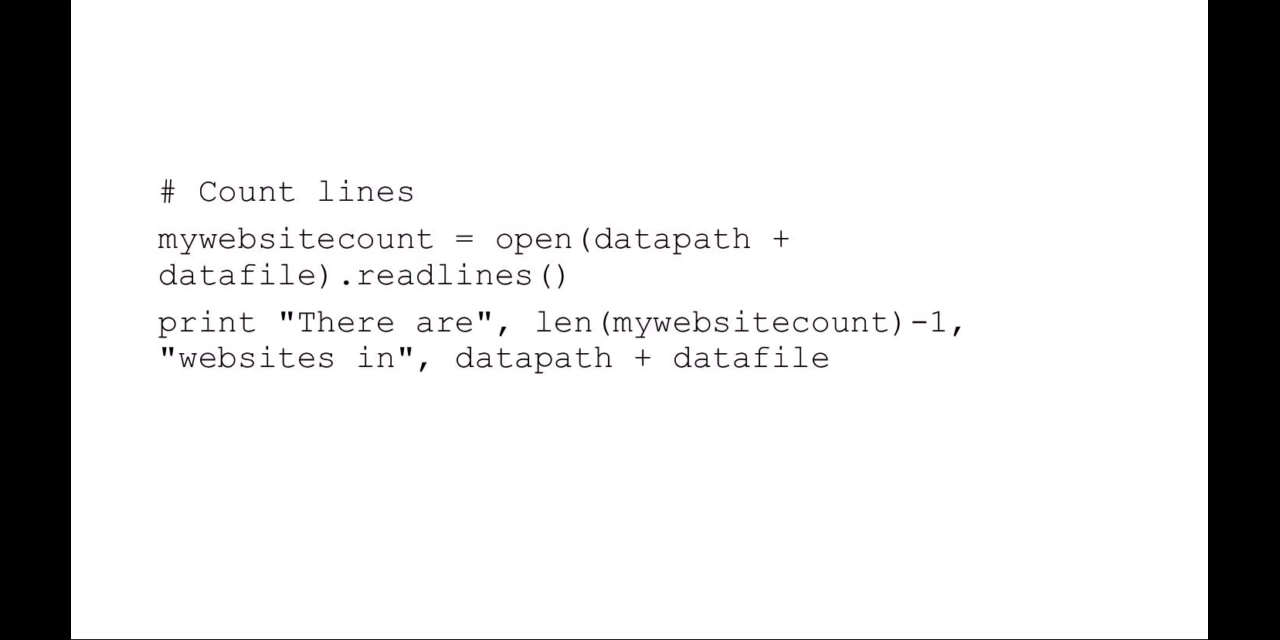 # Count lines
mywebsitecount = open(datapath +
datafile).readlines()
print "There are", len(mywebsitecount)-1,
"websites in", datapath + datafile